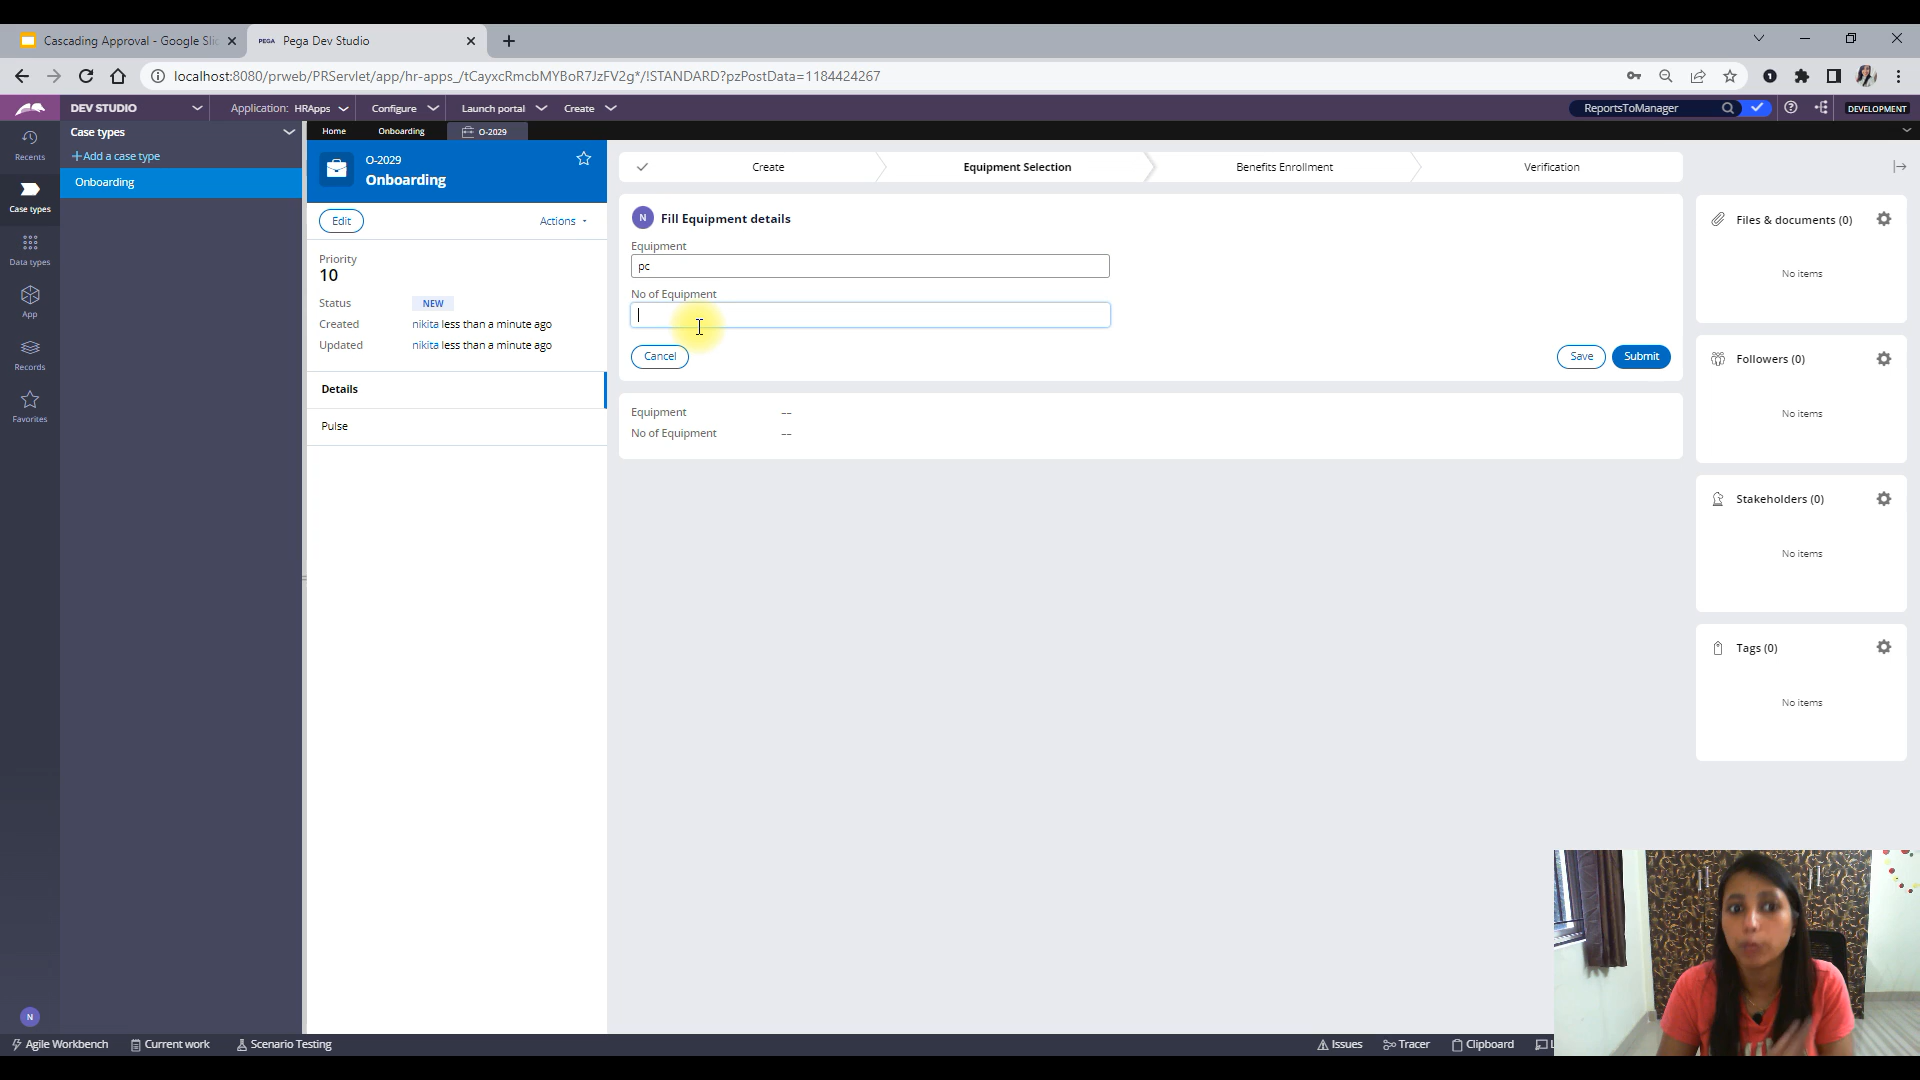 Cascading Approval - Google Slic
PEGA Pega Dev Studio
localhost:8080/prweb/PRServlet/app/hr-apps_/tCayxcRmcbMYBoR7JzFV2g*/!STANDARD?pzPostData=1184424267
DEV STUDIO
Application: HRApps
Configure
Launch portal
Create
ReportsToManager
DEVELOPMENT
Recents
Case types
Data types
App
Records
Favorites
N
Case types
+Add a case type
Onboarding
Home
Onboarding
O-2029
O-2029
Onboarding
Edit
Actions
Priority
10
Status NEW
Created nikita less than a minute ago
Updated nikita less than a minute ago
Details
Pulse
Create
Equipment Selection
Benefits Enrollment
Verification
N Fill Equipment details
Equipment
pc
No of Equipment
Cancel
Save
Submit
Equipment --
No of Equipment --
Files & documents (0)
No items
Followers (0)
No items
Stakeholders (0)
No items
Tags (0)
No items
Agile Workbench
Current work
Scenario Testing
Issues
Tracer
Clipboard